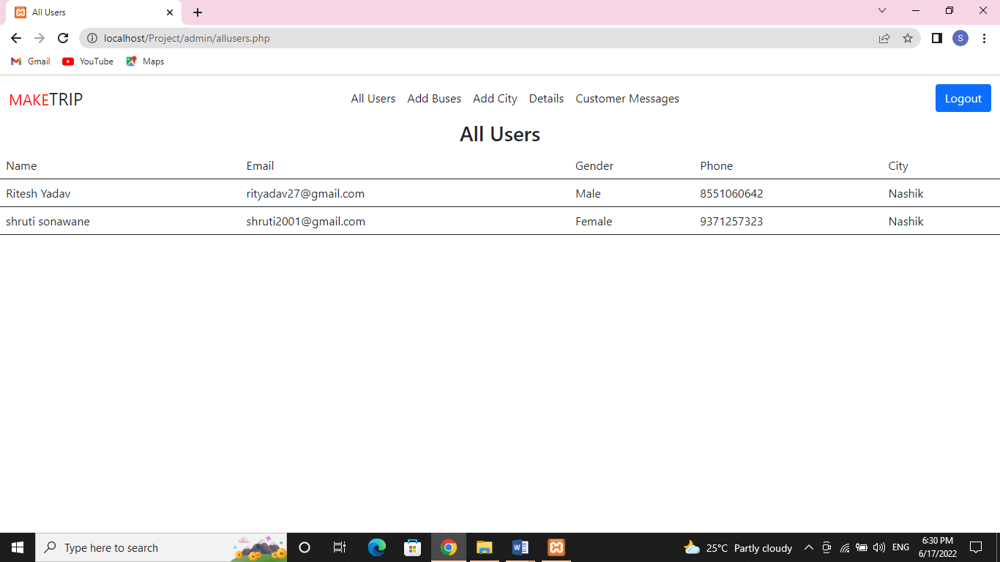 All Users
localhost/Project/admin/allusers.php
S
Gmail YouTube Maps
MAKETRIP All Users Add Buses Add City Details Customer Messages Logout
All Users
Name Email Gender Phone City
Ritesh Yadav rityadav27@gmail.com Male 8551060642 Nashik
shruti sonawane shruti2001@gmail.com Female 9371257323 Nashik
Type here to search 25°C Partly cloudy ENG 6:30 PM
6/17/2022